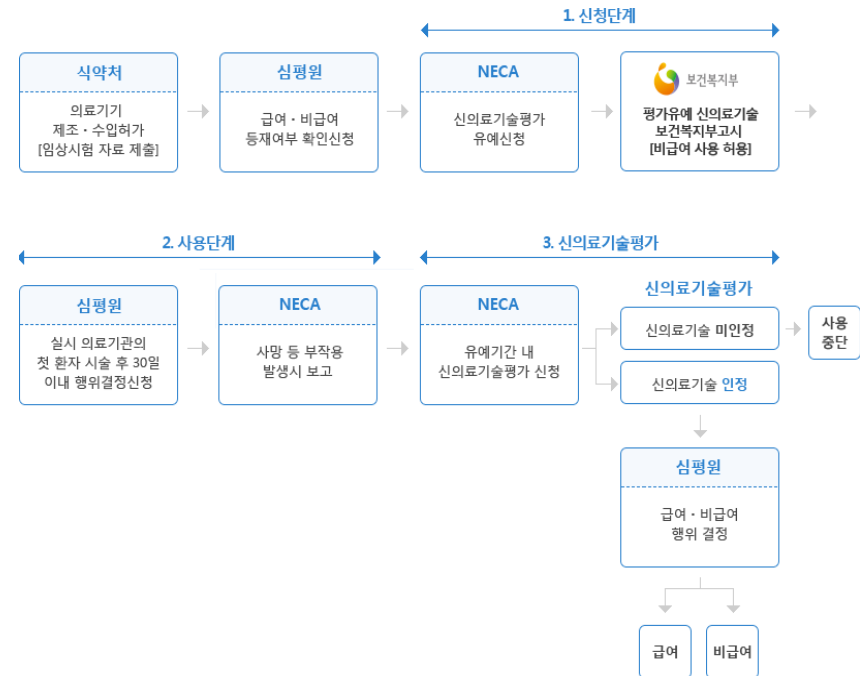 1. 신청단계
식약처
의료기기
제조・수입허가
[임상시험 자료 제출]
심평원
급여・비급여
등재여부 확인신청
NECA
신의료기술평가
유예신청
보건복지부
평가유예 신의료기술
보건복지부고시
[비급여 사용 허용]
2. 사용단계
심평원
실시 의료기관의
첫 환자 시술 후 30일
이내 행위결정신청
NECA
사망 등 부작용
발생시 보고
3. 신의료기술평가
NECA
유예기간 내
신의료기술평가 신청
신의료기술평가
신의료기술 미인정
사용
중단
신의료기술 인정
심평원
급여・비급여
행위 결정
급여
비급여